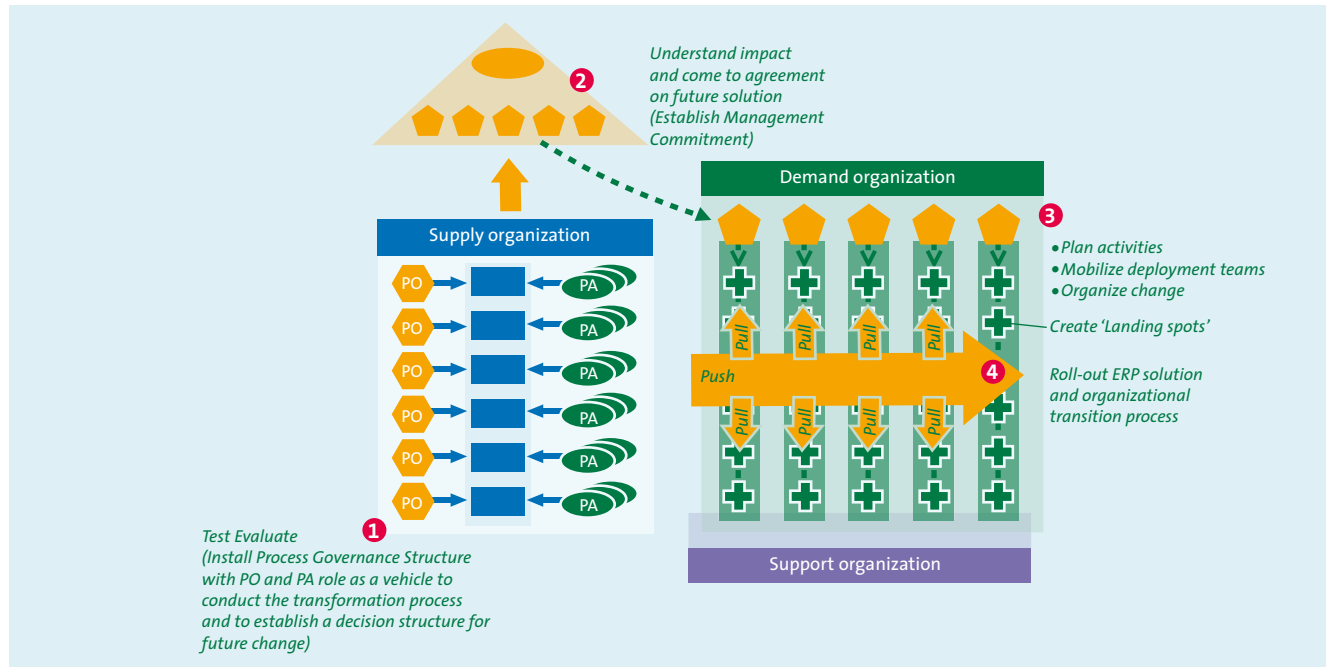 2
Understand impact
and come to agreement
on future solution
(Establish Management
Commitment)
Supply organization
PO
PA
PO
PA
PO
PA
PO
PA
PO
PA
PO
PA
1
Test Evaluate
(Install Process Governance Structure
with PO and PA role as a vehicle to
conduct the transformation process
and to establish a decision structure for
future change)
Demand organization
3
• Plan activities
• Mobilize deployment teams
• Organize change
Create ‘Landing spots’
Pull
Pull
Pull
Pull
Push
4
Roll-out ERP solution
and organizational
transition process
Pull
Pull
Pull
Pull
Support organization